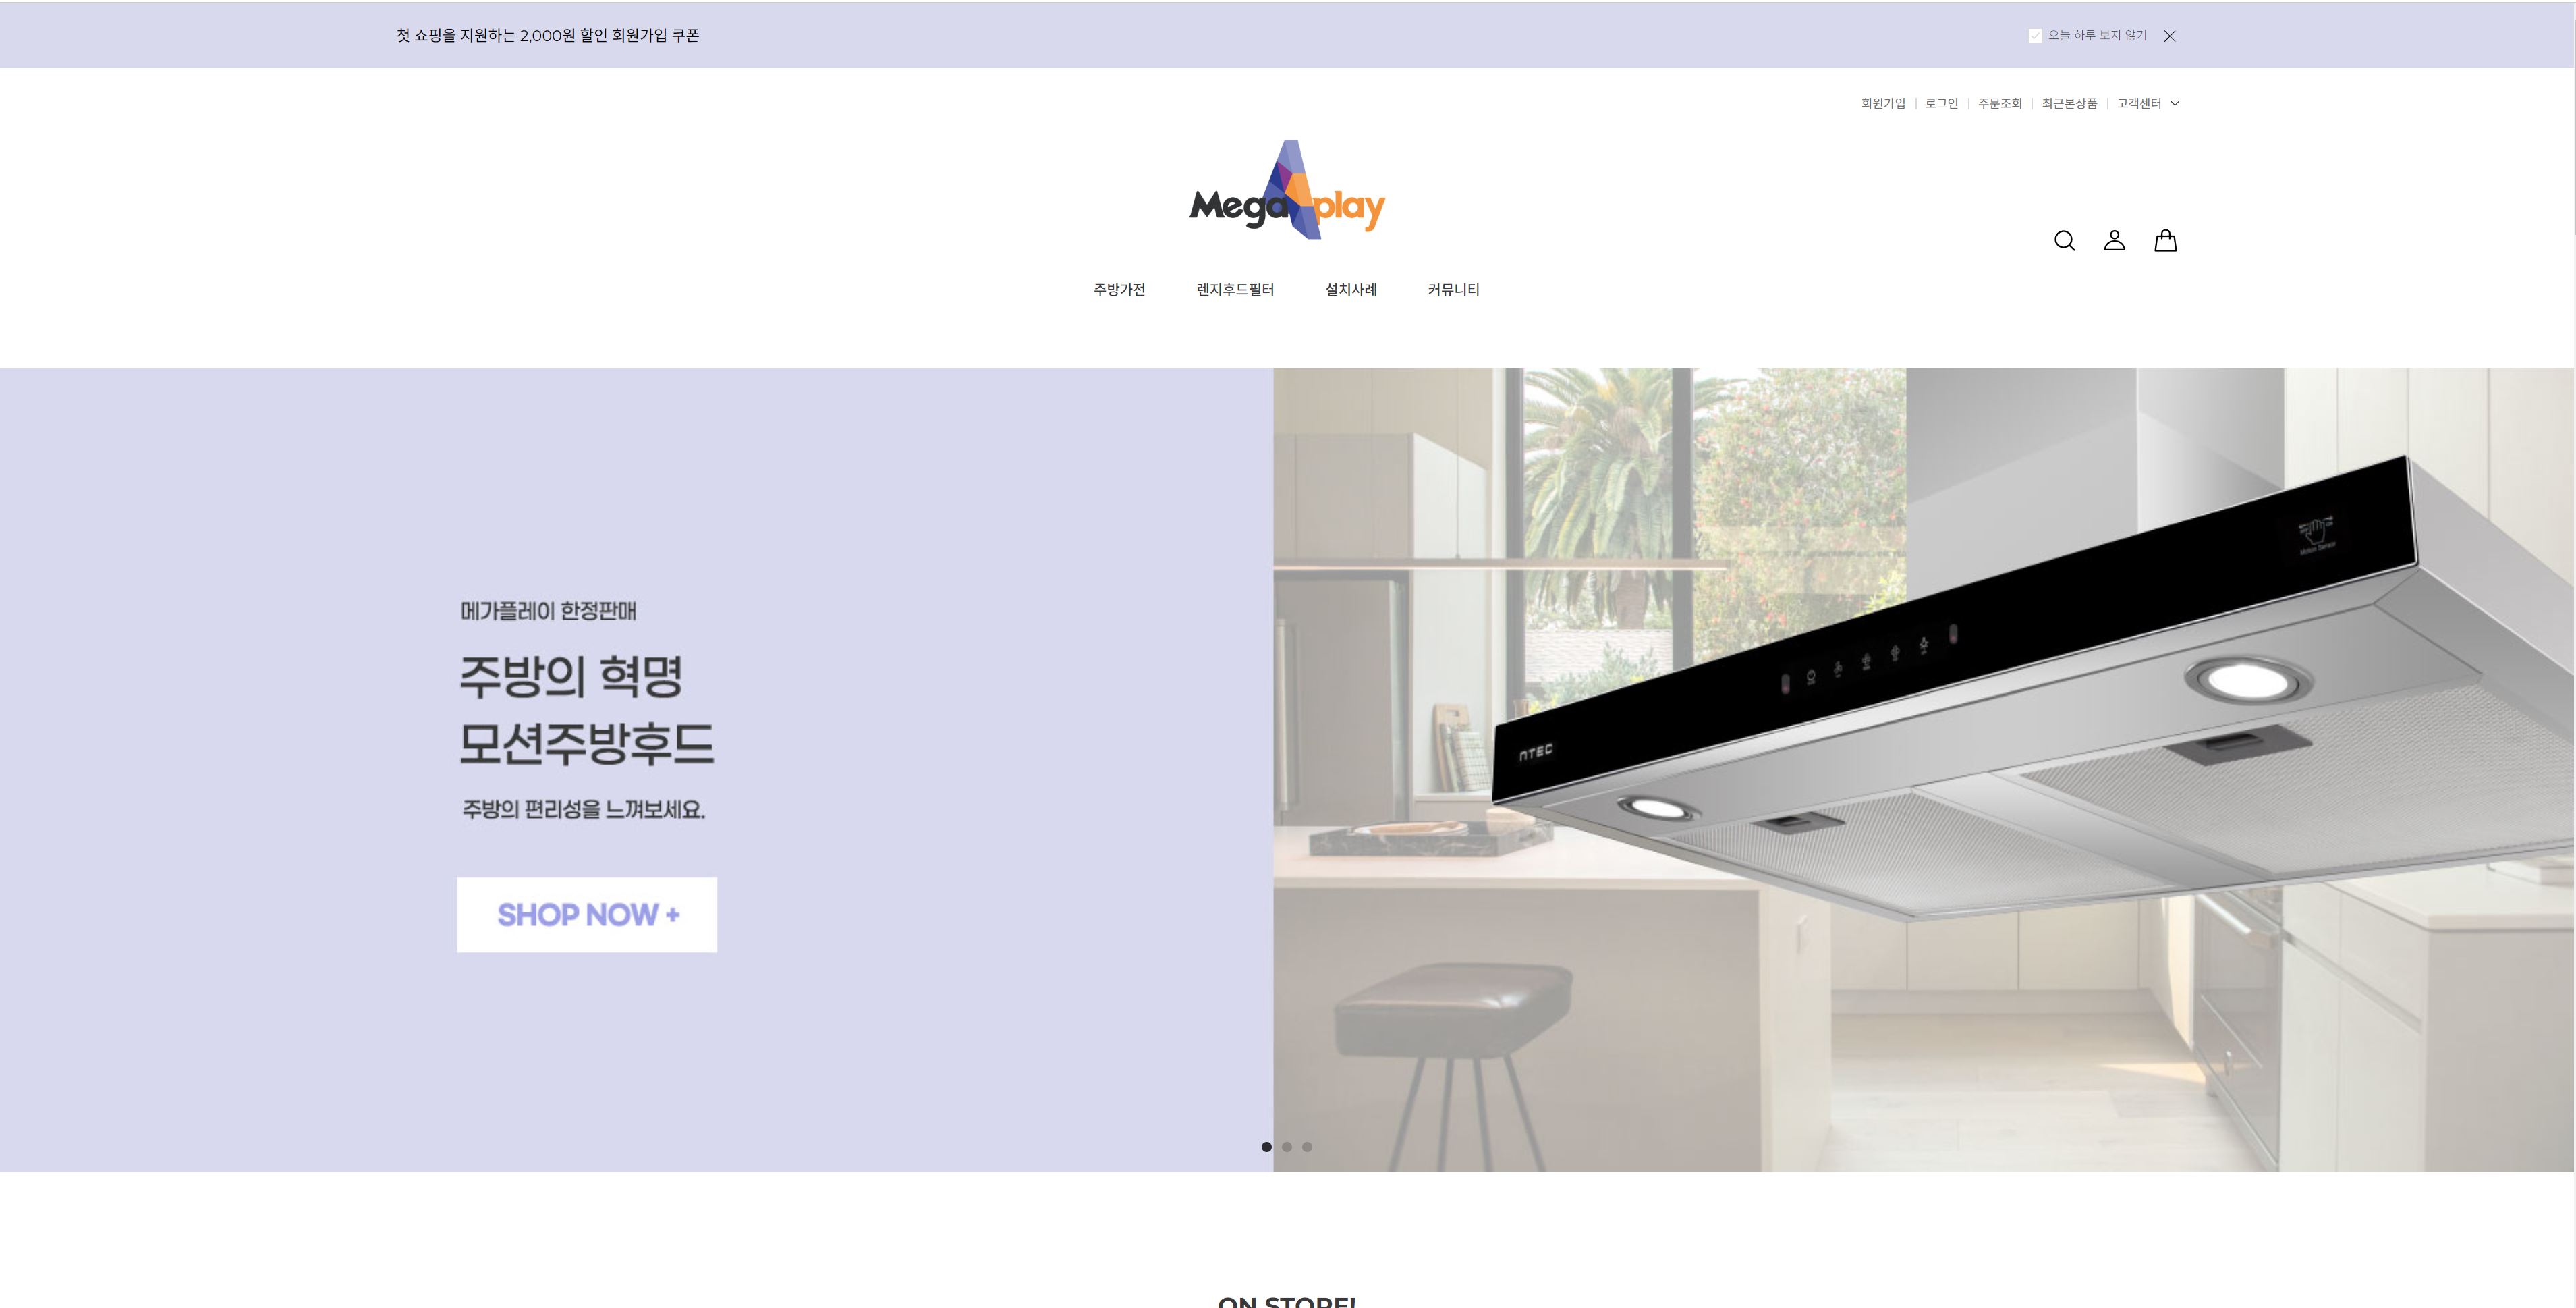 첫 쇼핑을 지원하는 2,000원 할인 회원가입 쿠폰
오늘 하루 보지 않기
회원가입 로그인 주문조회 최근본상품 고객센터
Mega play
주방가전 렌지후드필터 설치사례 커뮤니티
메가플레이 한정판매
주방의 혁명
모션주방후드
주방의 편리성을 느껴보세요.
SHOP NOW +
NTEC
Motion Sensor
ON STORE!